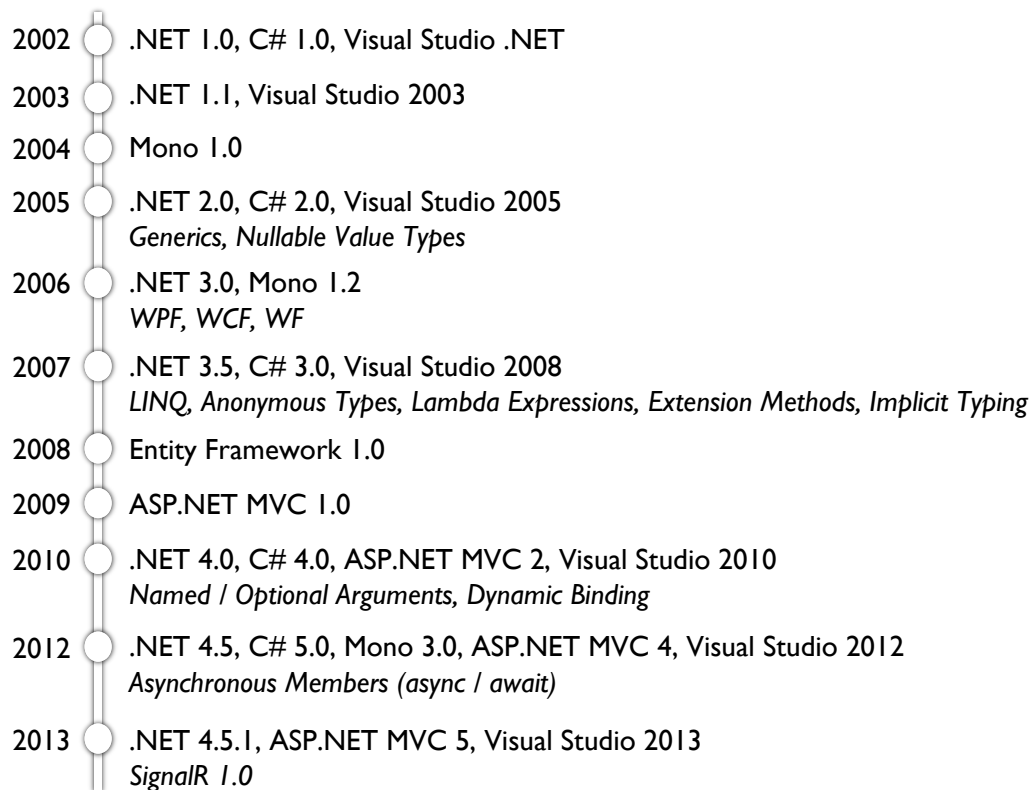 2002 .NET 1.0, C# 1.0, Visual Studio .NET
2003 .NET 1.1, Visual Studio 2003
2004 Mono 1.0
2005 .NET 2.0, C# 2.0, Visual Studio 2005
Generics, Nullable Value Types
2006 .NET 3.0, Mono 1.2
WPF, WCF, WF
2007 .NET 3.5, C# 3.0, Visual Studio 2008
LINQ, Anonymous Types, Lambda Expressions, Extension Methods, Implicit Typing
2008 Entity Framework 1.0
2009 ASP.NET MVC 1.0
2010 .NET 4.0, C# 4.0, ASP.NET MVC 2, Visual Studio 2010
Named / Optional Arguments, Dynamic Binding
2012 .NET 4.5, C# 5.0, Mono 3.0, ASP.NET MVC 4, Visual Studio 2012
Asynchronous Members (async / await)
2013 .NET 4.5.1, ASP.NET MVC 5, Visual Studio 2013
SignalR 1.0